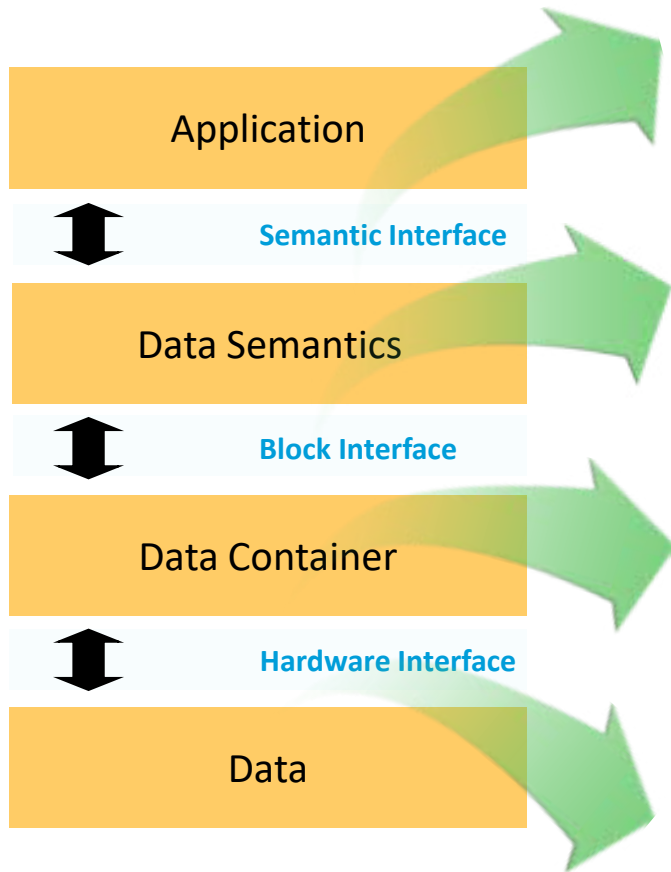 Application
Semantic Interface
Data Semantics
Block Interface
Data Container
Hardware Interface
Data